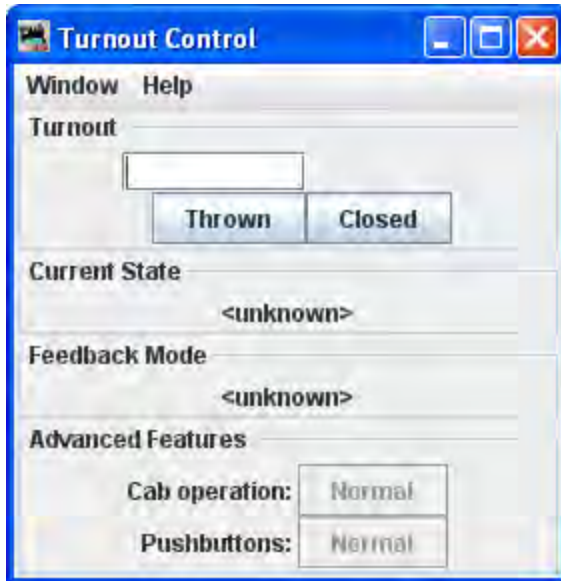 Turnout Control
Window Help
Turnout
Thrown Closed
Current State
<unknown>
Feedback Mode
<unknown>
Advanced Features
Cab operation: Normal
Pushbuttons: Normal